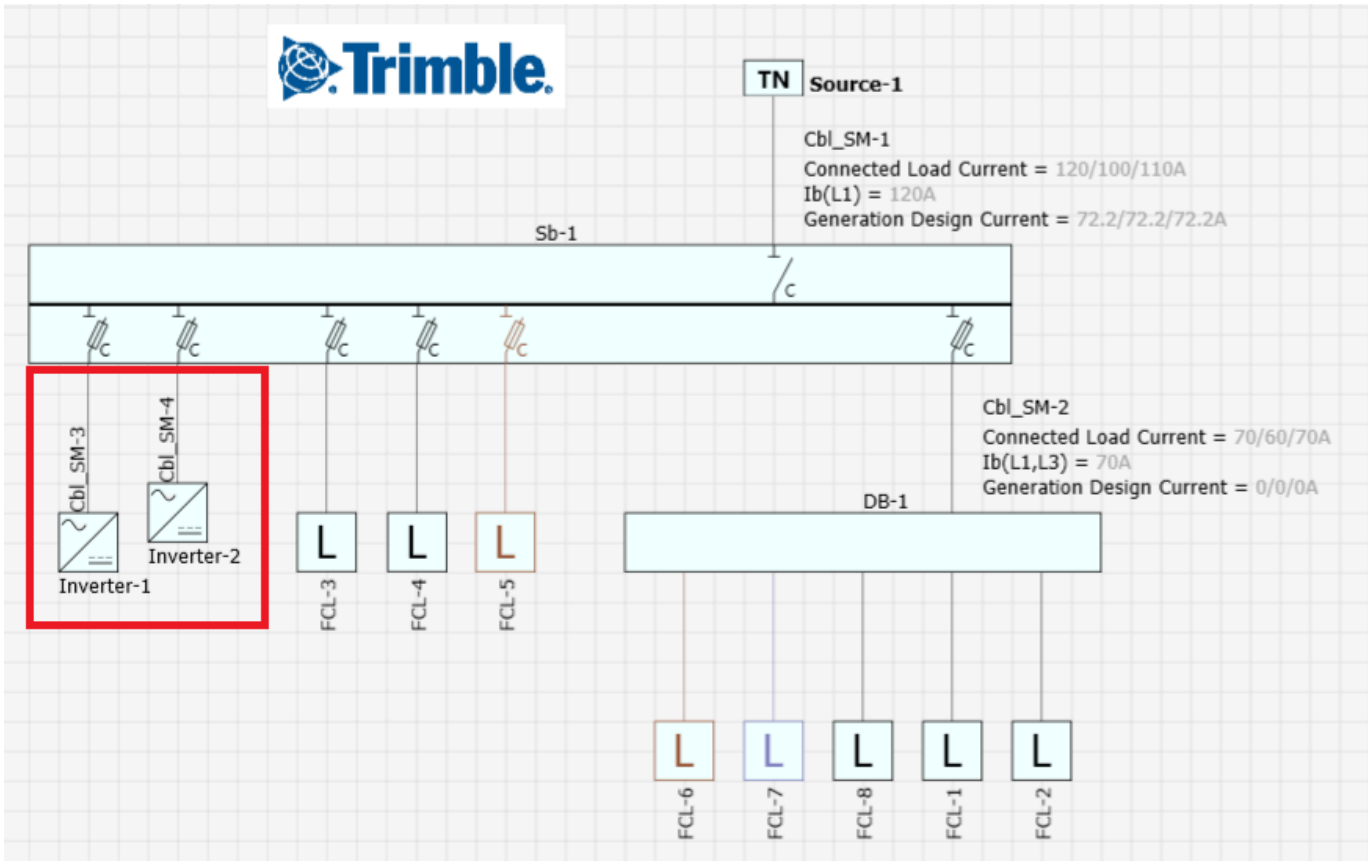 Trimble.
TN Source-1
Cbl_SM-1
Connected Load Current = 120/100/110A
Ib(L1) = 120A
Generation Design Current = 72.2/72.2/72.2A
Sb-1
C
C
C
C
C
C
C
Cbl_SM-3
Cbl_SM-4
Cbl_SM-2
Connected Load Current = 70/60/70A
Ib(L1,L3) = 70A
Generation Design Current = 0/0/0A
DB-1
Inverter-1
Inverter-2
L
L
L
FCL-3
FCL-4
FCL-5
L
L
L
L
L
FCL-6
FCL-7
FCL-8
FCL-1
FCL-2